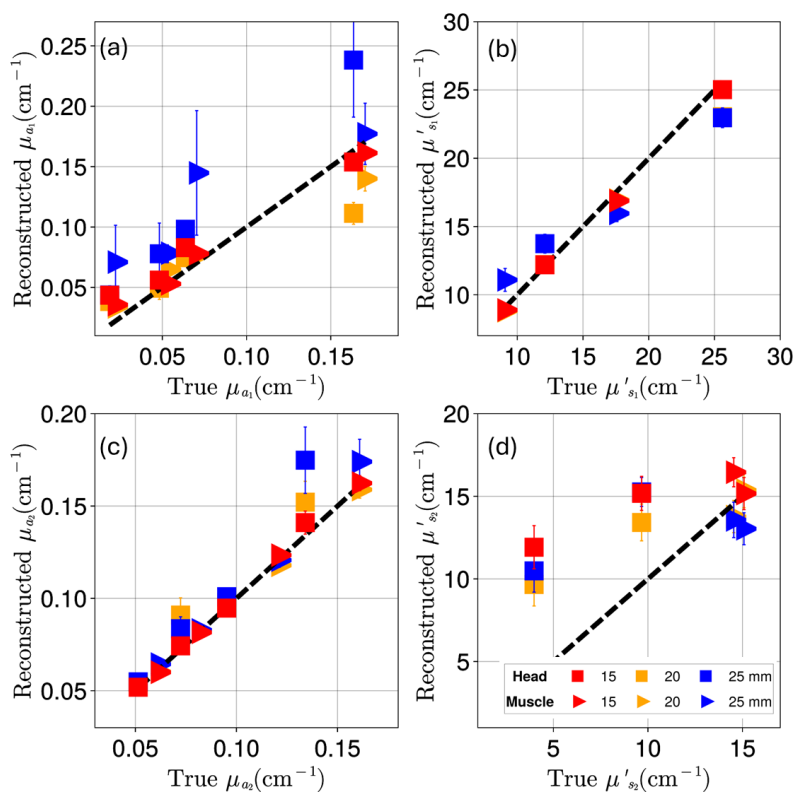 (a)
Reconstructed μa1(cm−1)
0.25
0.20
0.15
0.10
0.05
0.05 0.10 0.15
True μa1(cm−1)
(b)
Reconstructed μ's1(cm−1)
30
25
20
15
10
10 15 20 25 30
True μ's1(cm−1)
(c)
Reconstructed μa2(cm−1)
0.20
0.15
0.10
0.05
0.05 0.10 0.15
True μa2(cm−1)
(d)
Reconstructed μ's2(cm−1)
20
15
10
5
Head 15 20 25 mm
Muscle 15 20 25 mm
5 10 15
True μ's2(cm−1)